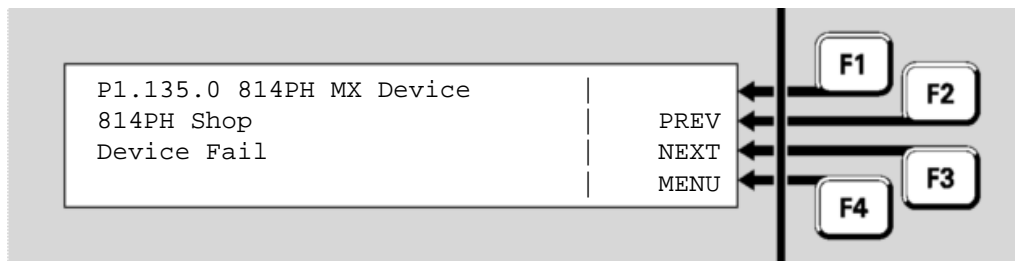 P1.135.0 814PH MX Device |
814PH Shop | PREV
Device Fail | NEXT
| MENU
F1
F2
F3
F4